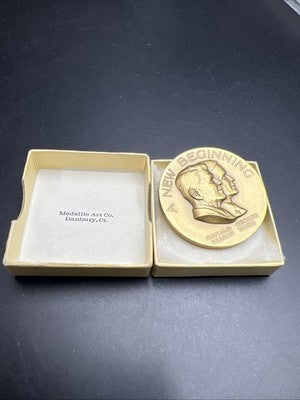 Medallic Art Co.
Danbury, Ct.
A NEW BEGINNING
RONALD GEORGE
REAGAN BUSH